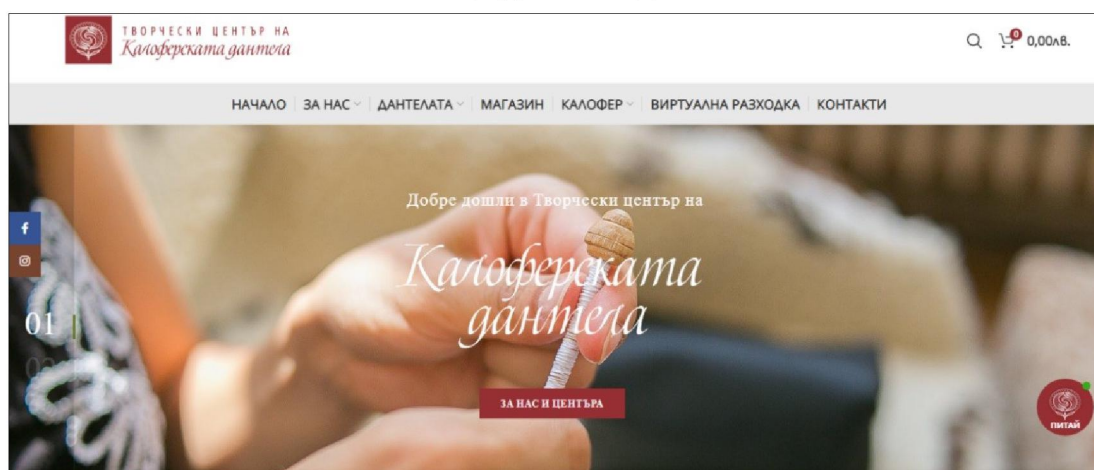 ТВОРЧЕСКИ ЦЕНТЪР НА
Калоферската дантела
0
0,00лв.
НАЧАЛО ЗА НАС ДАНТЕЛАТА МАГАЗИН КАЛОФЕР ВИРТУАЛНА РАЗХОДКА КОНТАКТИ
Добре дошли в Творчески център на
Калоферската
дантела
01
02
ЗА НАС И ЦЕНТЪРА
ПИТАЙ